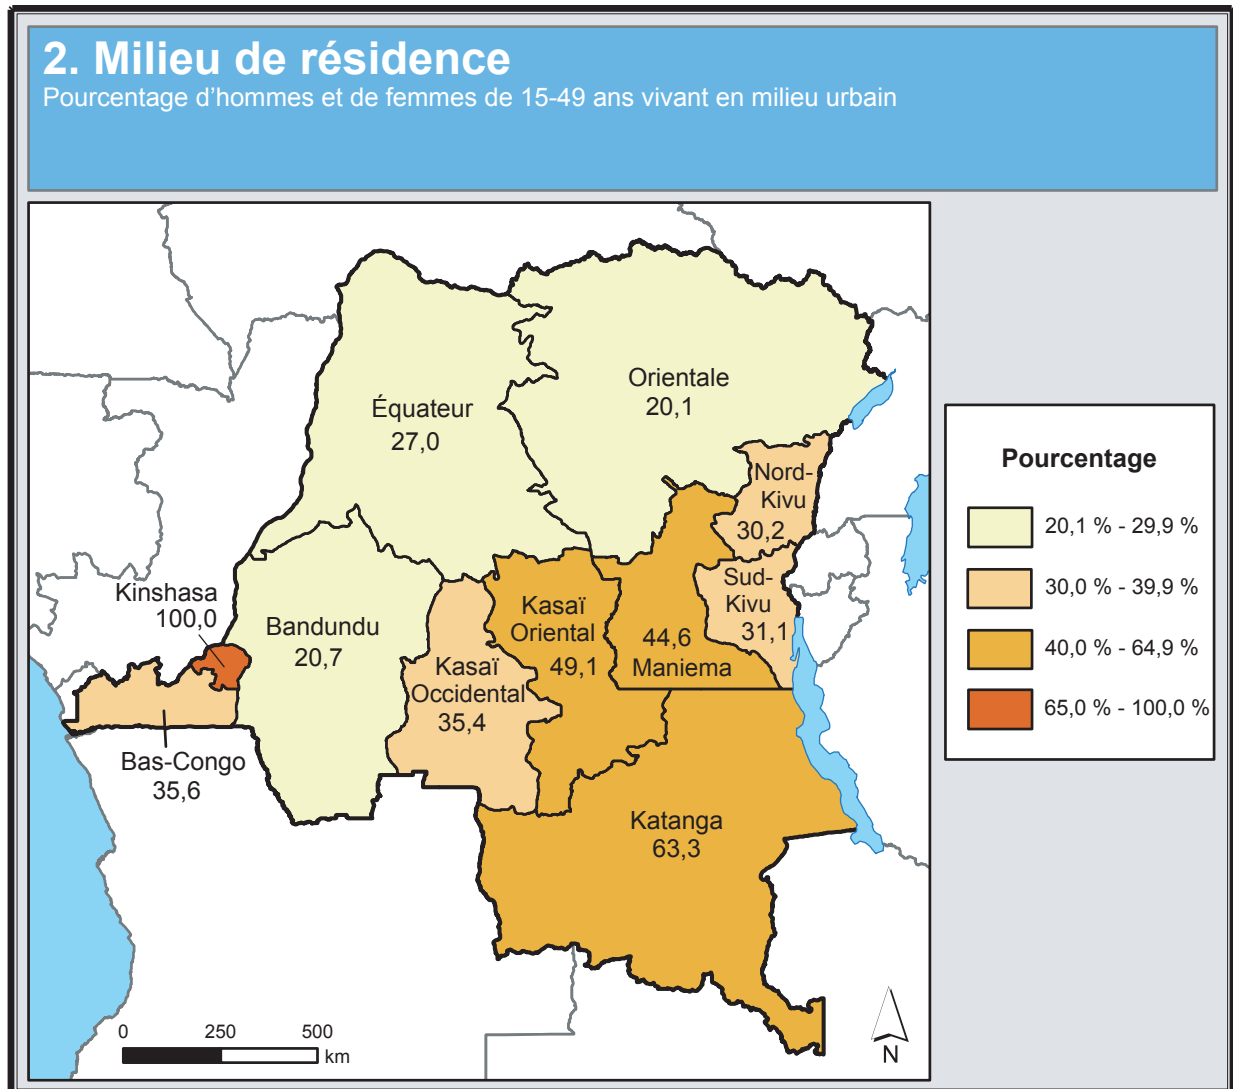 2. Milieu de résidence
Pourcentage d’hommes et de femmes de 15-49 ans vivant en milieu urbain
Orientale
20,1
Équateur
27,0
Nord-
Kivu
30,2
Sud-
Kivu
31,1
Kinshasa
100,0
Bandundu
20,7
Kasaï
Oriental
49,1
44,6
Maniema
Kasaï
Occidental
35,4
Bas-Congo
35,6
Katanga
63,3
0 250 500
km
N
Pourcentage
20,1 % - 29,9 %
30,0 % - 39,9 %
40,0 % - 64,9 %
65,0 % - 100,0 %